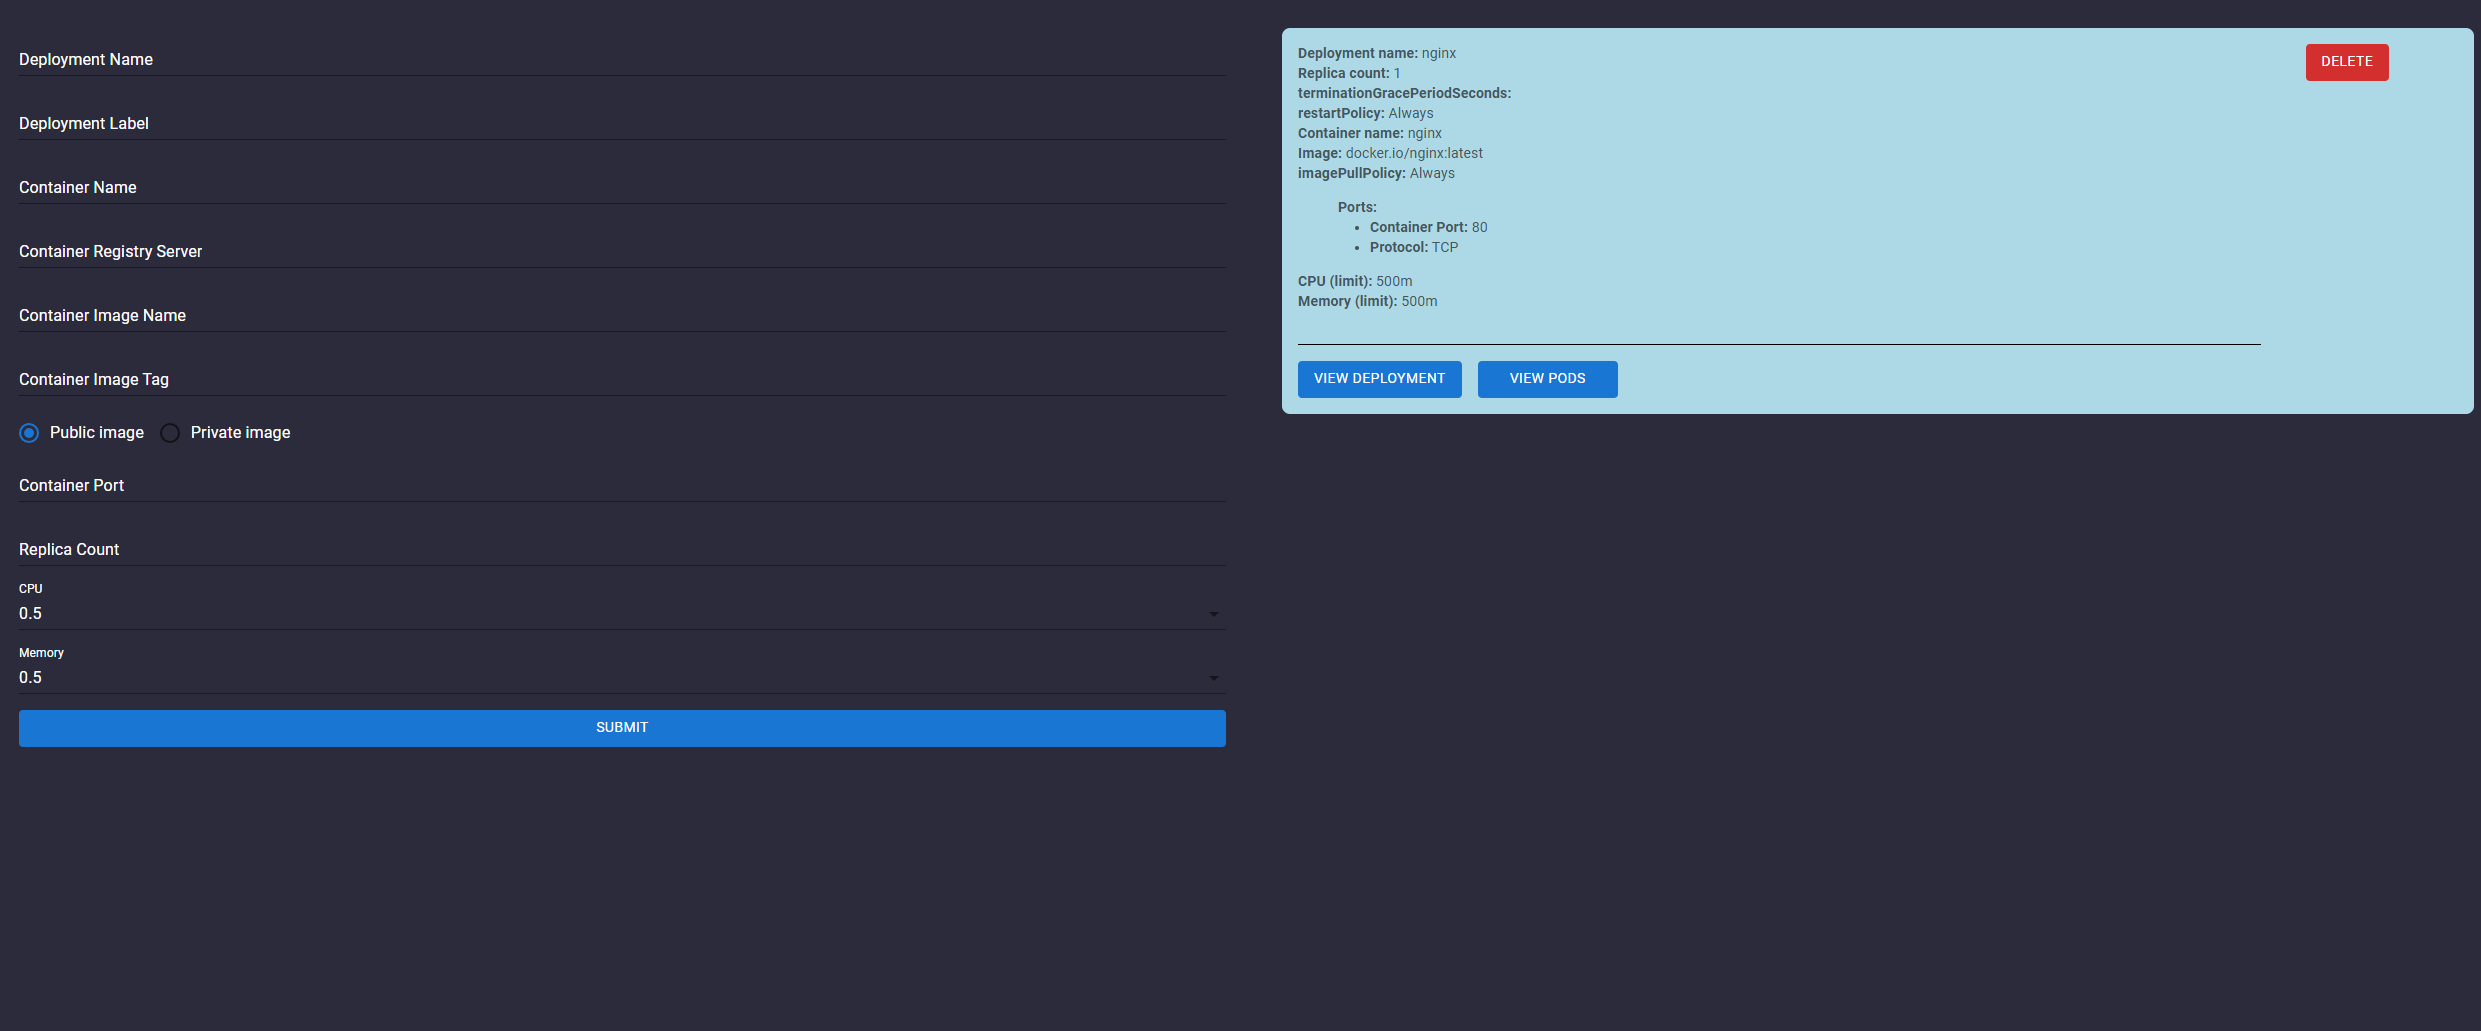 Deployment Name
Deployment Label
Container Name
Container Registry Server
Container Image Name
Container Image Tag
Public image Private image
Container Port
Replica Count
CPU
0.5
Memory
0.5
SUBMIT
Deployment name: nginx
Replica count: 1
terminationGracePeriodSeconds:
restartPolicy: Always
Container name: nginx
Image: docker.io/nginx:latest
imagePullPolicy: Always
Ports:
• Container Port: 80
• Protocol: TCP
CPU (limit): 500m
Memory (limit): 500m
VIEW DEPLOYMENT VIEW PODS
DELETE